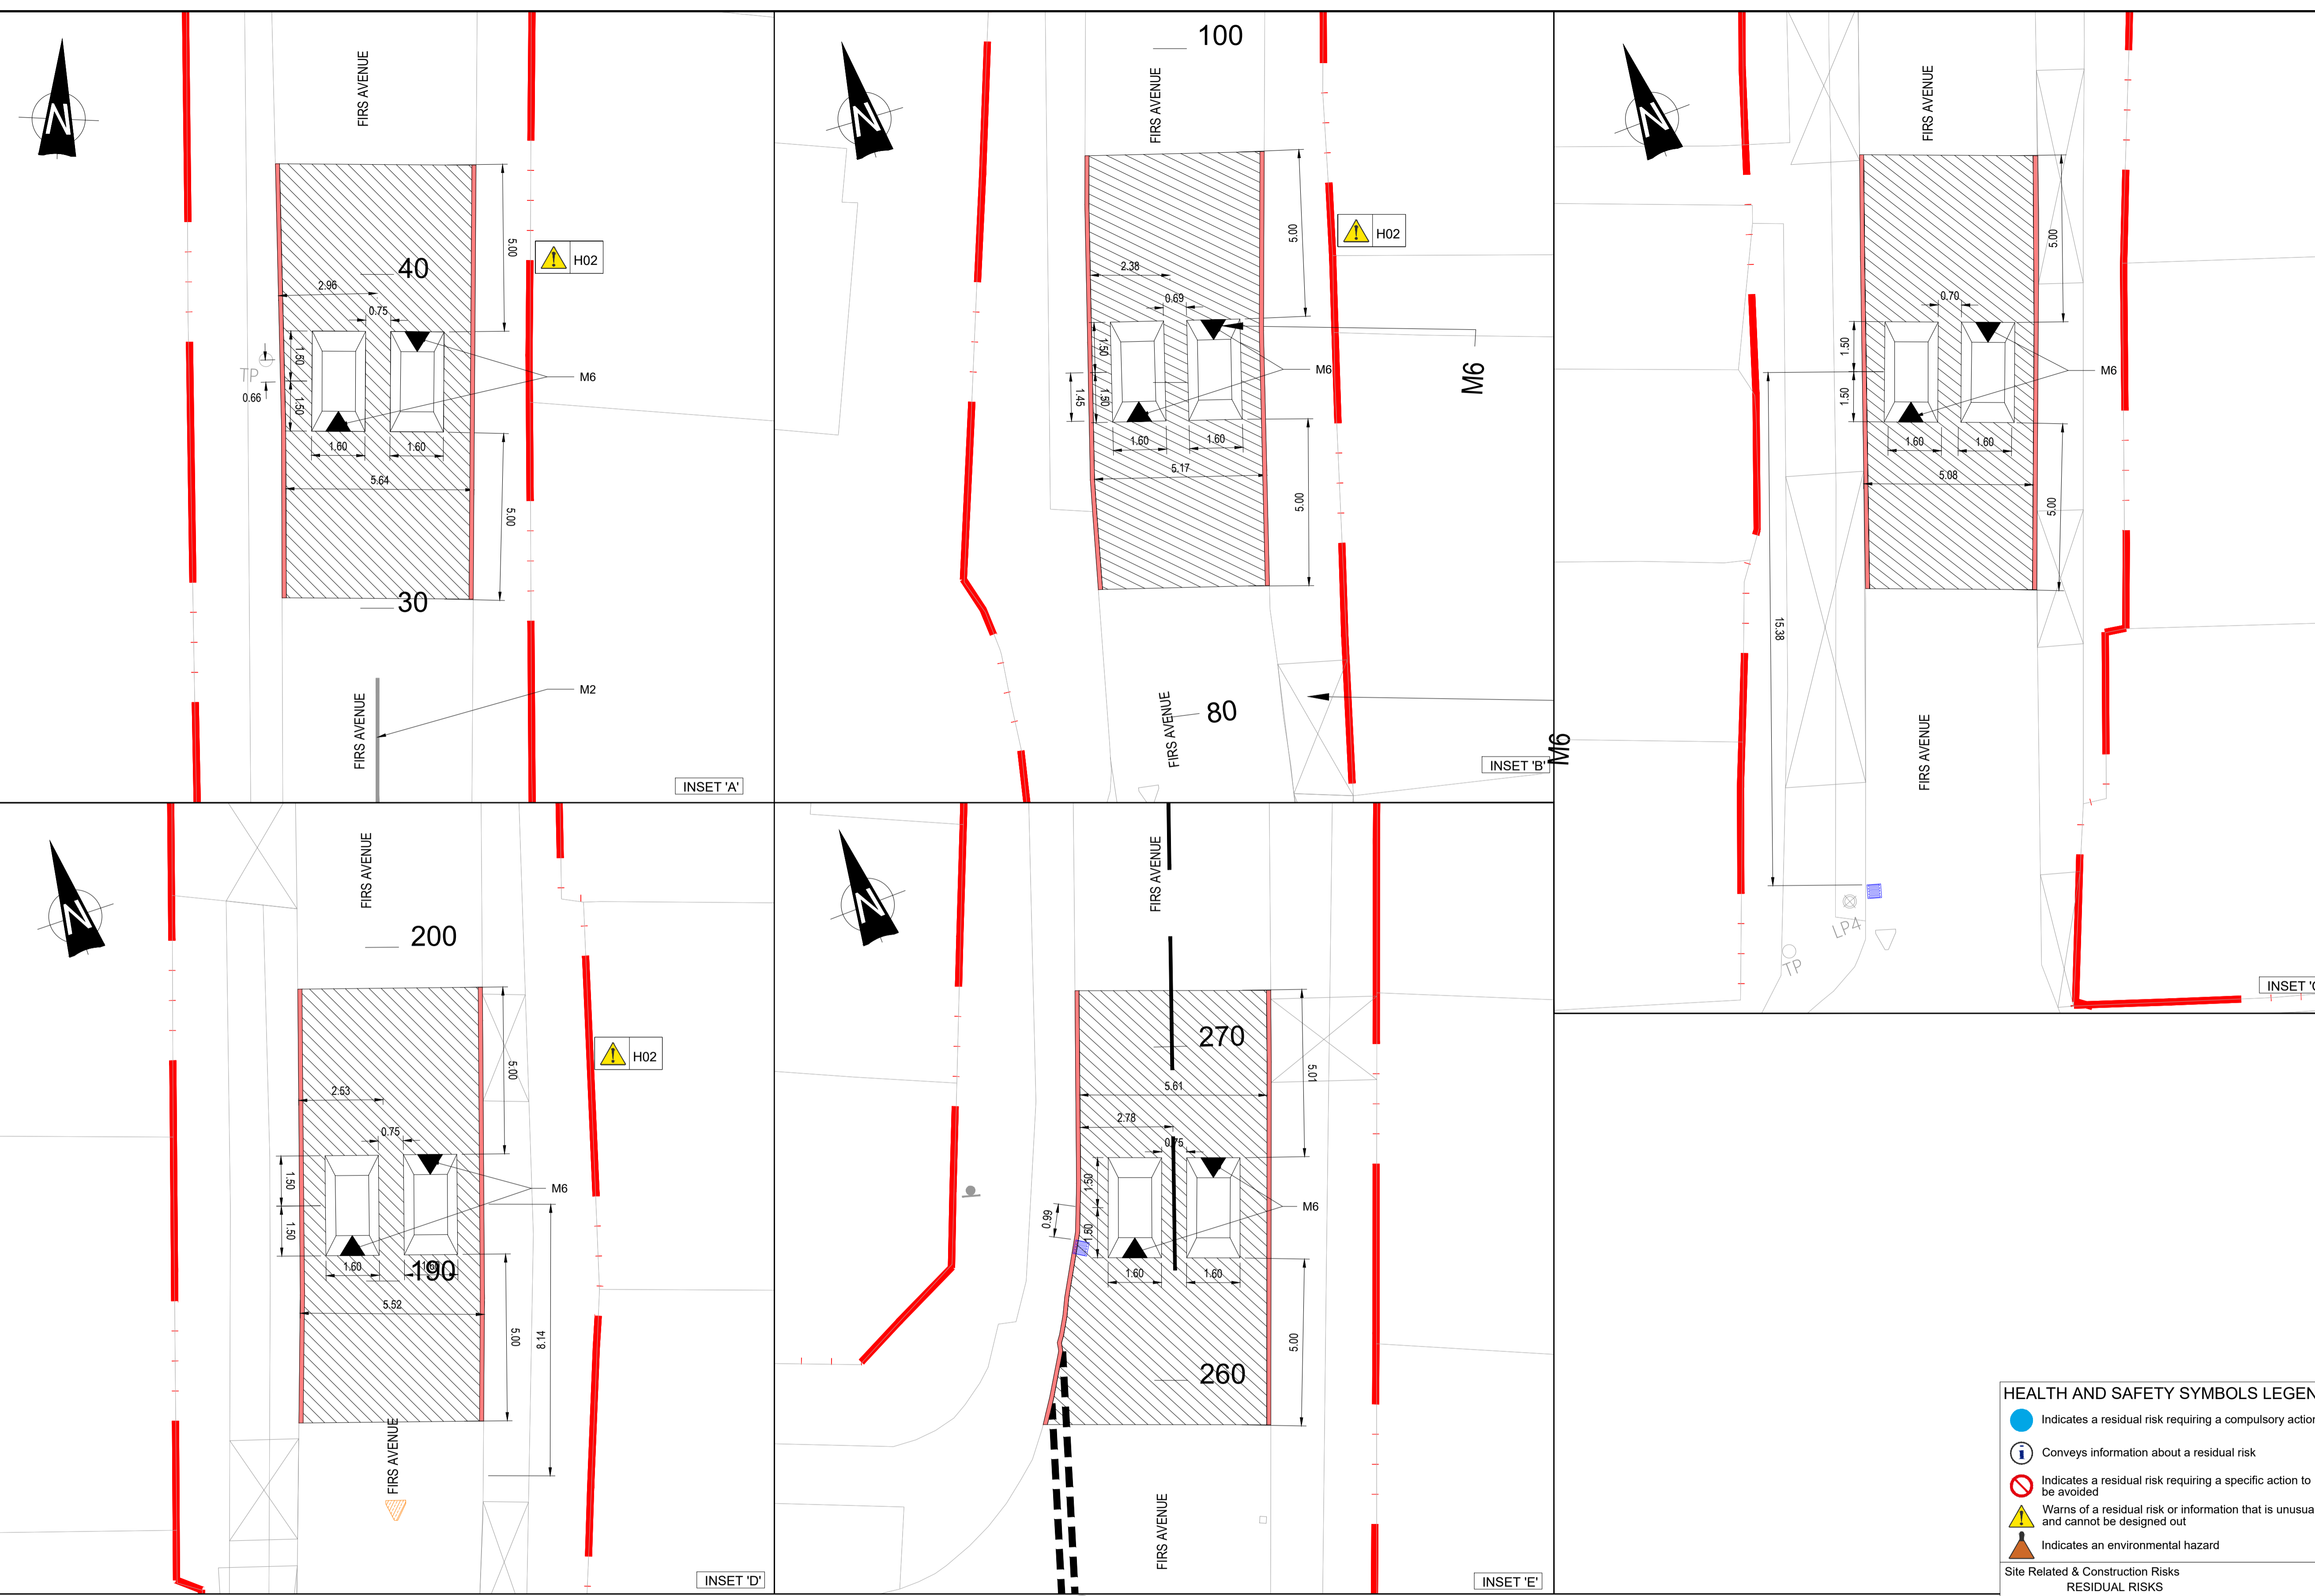 N
FIRS AVENUE
40
5.00
H02
2.96
0.75
1.50
TP
0.66
1.50
M6
1.60
1.60
5.64
5.00
30
FIRS AVENUE
M2
INSET 'A'
N
100
FIRS AVENUE
5.00
H02
2.38
0.69
1.50
M6
M6
1.45
1.50
1.60
1.60
5.17
5.00
80
FIRS AVENUE
M6
INSET 'B'
N
FIRS AVENUE
5.00
0.70
1.50
M6
1.50
1.60
1.60
5.08
5.00
15.38
FIRS AVENUE
LP4
TP
N
FIRS AVENUE
200
5.00
H02
2.53
0.75
1.50
M6
1.50
1.60
190
5.52
5.00
8.14
FIRS AVENUE
INSET 'D'
N
FIRS AVENUE
270
5.01
5.61
2.78
0.75
1.50
0.99
1.50
M6
1.60
1.60
5.00
260
FIRS AVENUE
INSET 'E'
HEALTH AND SAFETY SYMBOLS
Indicates a residual risk requiring a compulsory action
i
Conveys information about a residual risk
Indicates a residual risk requiring a specific action to
be avoided
Warns of a residual risk or information that is
and cannot be designed out
Indicates an environmental hazard
Site Related & Construction Risks
RESIDUAL RISKS